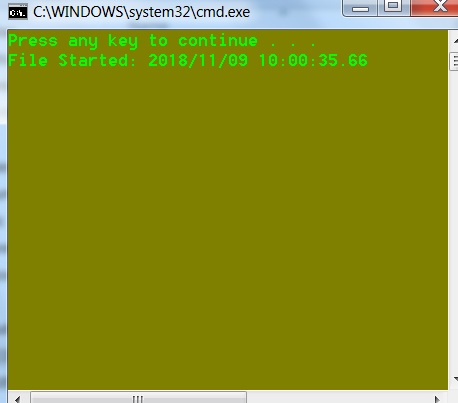 C:\WINDOWS\system32\cmd.exe
Press any key to continue . . .
File Started: 2018/11/09 10:00:35.66